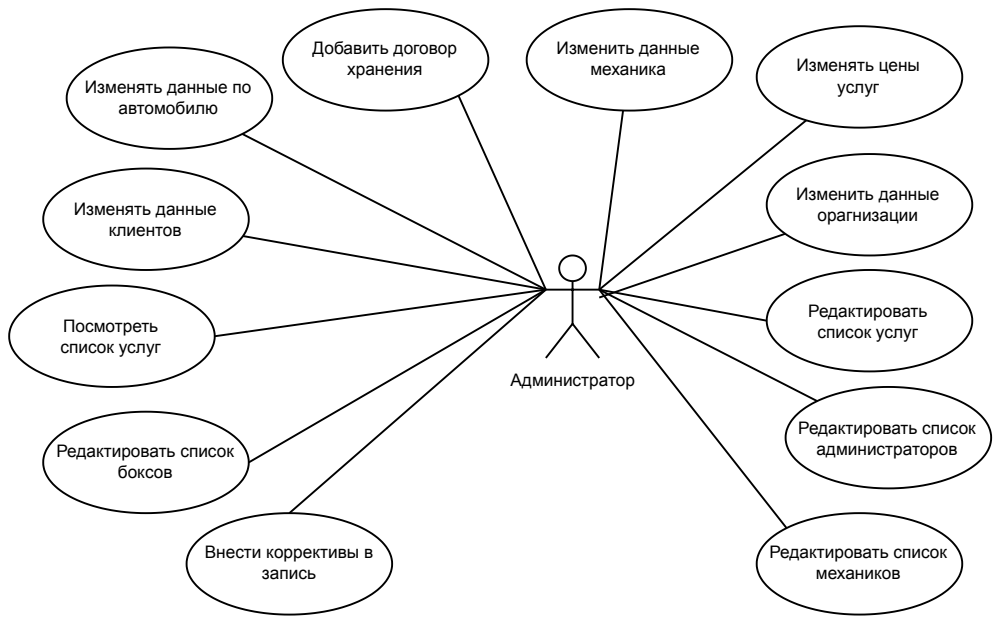 Добавить договор
хранения
Изменить данные
механика
Изменять цены
услуг
Изменять данные по
автомобилю
Изменять данные
клиентов
Изменить данные
орагнизации
Посмотреть
список услуг
Редактировать
список услуг
Администратор
Редактировать список
боксов
Редактировать список
администраторов
Внести коррективы в
запись
Редактировать список
механиков